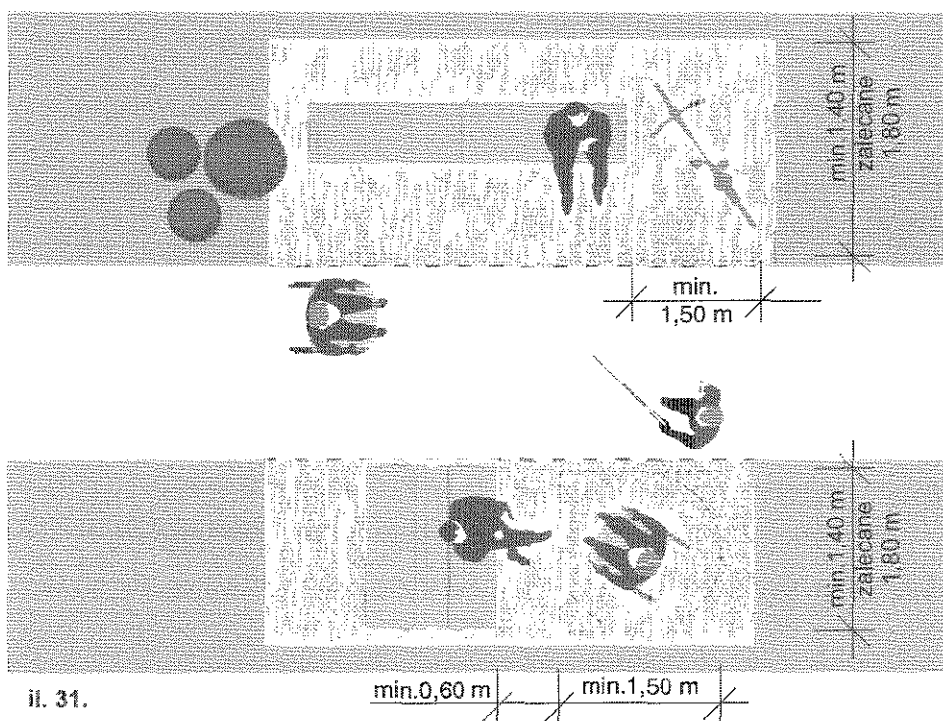 min. 1,40 m
zalecane
1,80 m
min.
1,50 m
min 1,40 m
zalecane
1,80 m
il. 31.
min.0,60 m
min.1,50 m